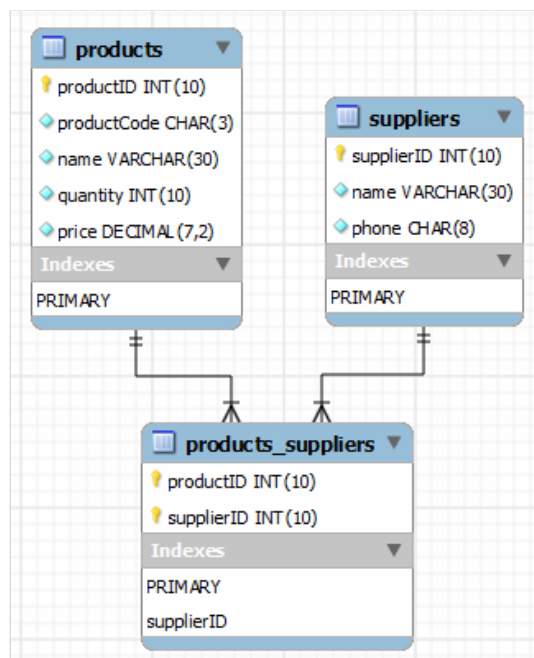 products
productID INT(10)
productCode CHAR(3)
name VARCHAR(30)
quantity INT(10)
price DECIMAL(7,2)
Indexes
PRIMARY
suppliers
supplierID INT(10)
name VARCHAR(30)
phone CHAR(8)
Indexes
PRIMARY
products_suppliers
productID INT(10)
supplierID INT(10)
Indexes
PRIMARY
supplierID